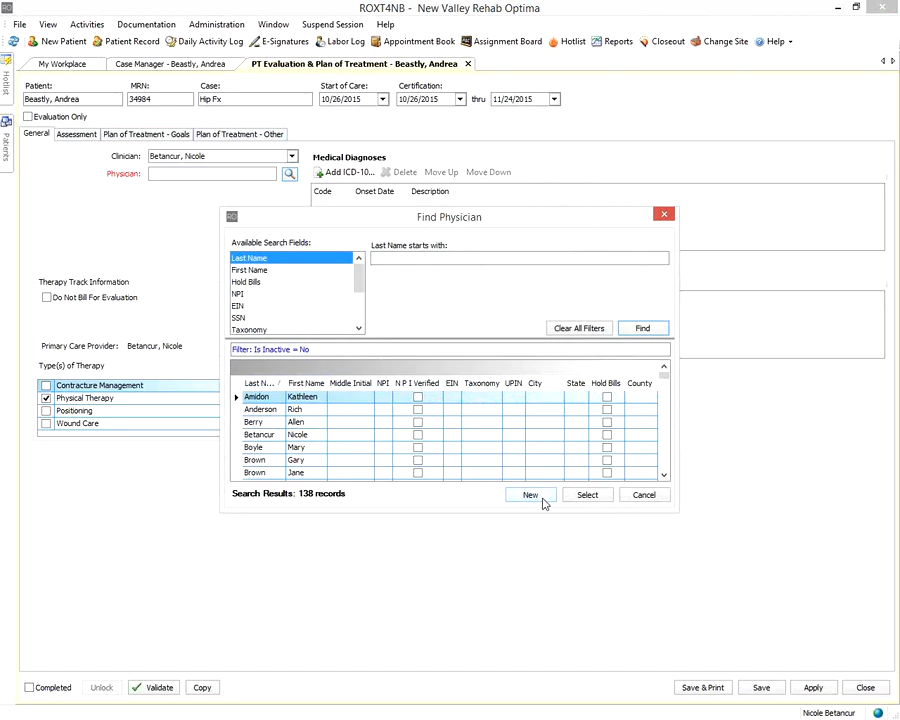 ROXT4NB - New Valley Rehab Optima
File View Activities Documentation Administration Window Suspend Session Help
New Patient Patient Record Daily Activity Log E-Signatures Labor Log Appointment Book Assignment Board Hotlist Reports Closeout Change Site Help
My Workplace Case Manager - Beastly, Andrea PT Evaluation & Plan of Treatment - Beastly, Andrea
Hotlist
Patients
Patient: MRN: Case: Start of Care: Certification:
Beastly, Andrea 34984 Hip Fx 10/26/2015 10/26/2015 thru 11/24/2015
Evaluation Only
General Assessment Plan of Treatment - Goals Plan of Treatment - Other
Clinician: Betancur, Nicole
Physician:
Medical Diagnoses
Add ICD-10... Delete Move Up Move Down
Code Onset Date Description
Therapy Track Information
Do Not Bill For Evaluation
Primary Care Provider: Betancur, Nicole
Type(s) of Therapy
Contracture Management
Physical Therapy
Positioning
Wound Care
RO
Find Physician
Available Search Fields:
Last Name
First Name
Hold Bills
NPI
EIN
SSN
Taxonomy
Last Name starts with:
Clear All Filters Find
Filter: Is Inactive = No
Last N... First Name Middle Initial NPI N P I Verified EIN Taxonomy UPIN City State Hold Bills County
Amidon Kathleen
Anderson Rich
Berry Allen
Betancur Nicole
Boyle Mary
Brown Gary
Brown Jane
Search Results: 138 records
New Select Cancel
Completed Unlock Validate Copy Save & Print Save Apply Close
Nicole Betancur